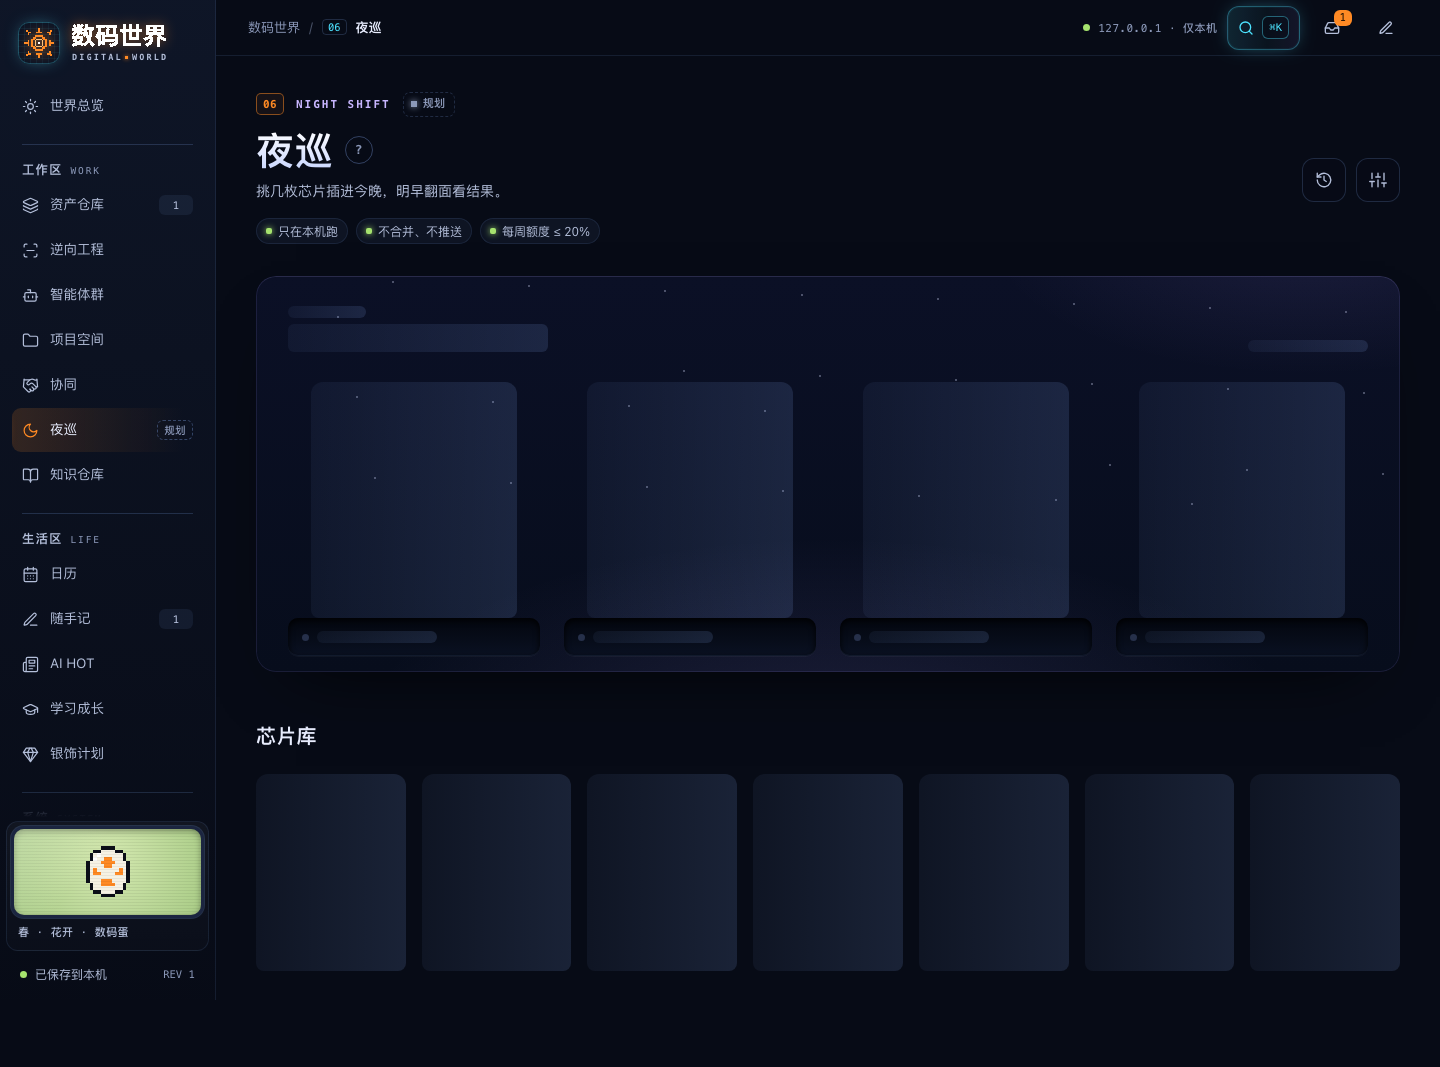 数码世界
DIGITAL WORLD
世界总览
工作区 WORK
资产仓库 1
逆向工程
智能体群
项目空间
协同
夜巡 规划
知识仓库
生活区 LIFE
日历
随手记 1
AI HOT
学习成长
银饰计划
春 · 花开 · 数码蛋
已保存到本机 REV 1
数码世界 / 06 夜巡
127.0.0.1 · 仅本机
⌘K
1
06 NIGHT SHIFT 规划
夜巡 ?
挑几枚芯片插进今晚，明早翻面看结果。
只在本机跑 不合并、不推送 每周额度 ≤ 20%
芯片库